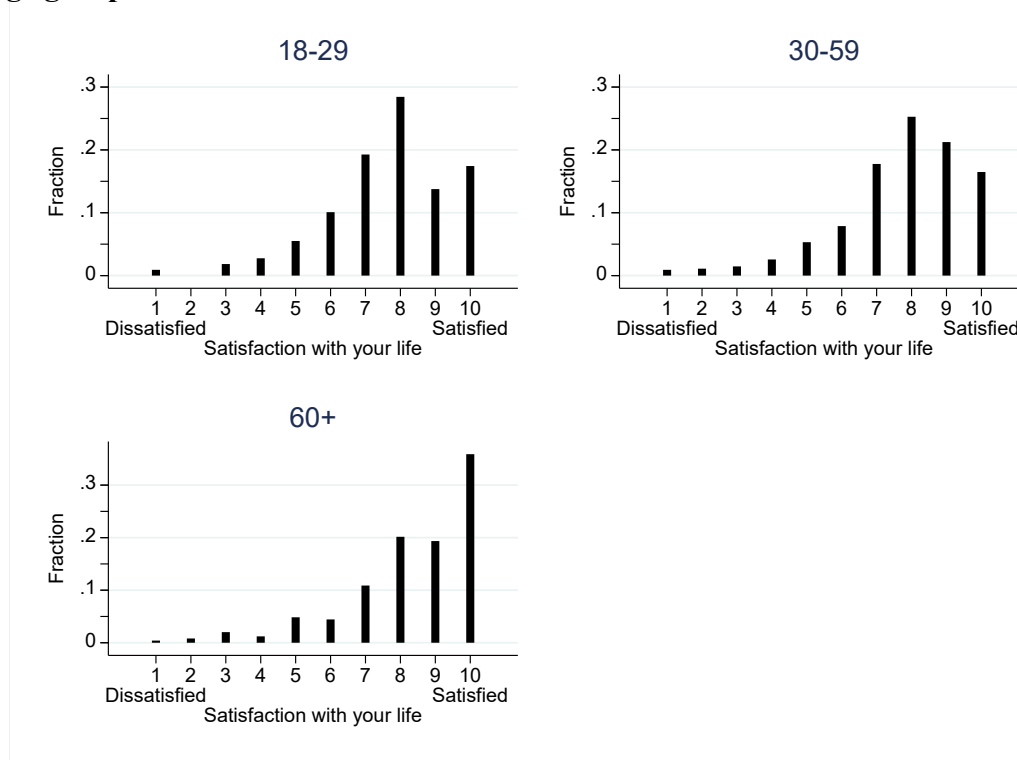 18-29
.3
.2
.1
0
Fraction
1 2 3 4 5 6 7 8 9 10
Dissatisfied Satisfied
Satisfaction with your life
30-59
.3
.2
.1
0
Fraction
1 2 3 4 5 6 7 8 9 10
Dissatisfied Satisfied
Satisfaction with your life
60+
.3
.2
.1
0
Fraction
1 2 3 4 5 6 7 8 9 10
Dissatisfied Satisfied
Satisfaction with your life